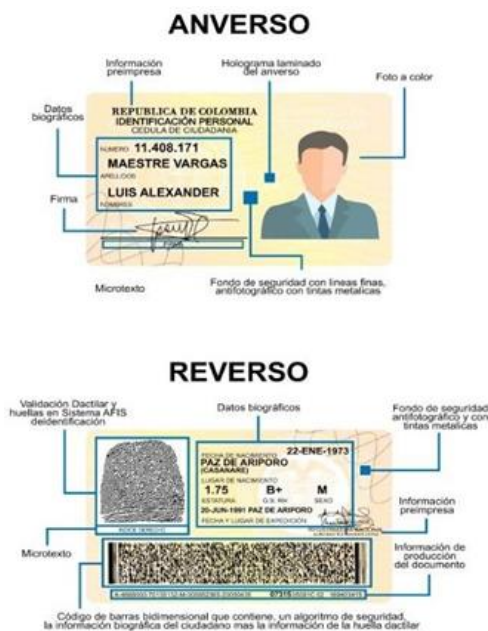 ANVERSO
Información
preimpresa
Holograma laminado
del anverso
Foto a color
Datos
biográficos
REPUBLICA DE COLOMBIA
IDENTIFICACIÓN PERSONAL
CEDULA DE CIUDADANIA
NUMERO 11.408.171
MAESTRE VARGAS
APELLIDOS
LUIS ALEXANDER
NOMBRES
Firma
FIRMA
Microtexto
Fondo de seguridad con lineas finas,
antifotográfico con tintas metalicas
REVERSO
Validación Dactilar y
huellas en Sistema AFIS
deidentificación
Datos biográficos
Fondo de seguridad
antifotográfico y con
tintas metalicas
FECHA DE NACIMIENTO 22-ENE-1973
PAZ DE ARIPORO
(CASANARE)
LUGAR DE NACIMIENTO
1.75 B+ M
ESTATURA G.S. RH SEXO
20-JUN-1991 PAZ DE ARIPORO
FECHA Y LUGAR DE EXPEDICIÓN
INDICE DERECHO
Información
preimpresa
Microtexto
Información de
producción
del documento
Código de barras bidimensional que contiene, un algoritmo de seguridad,
la información biográfica del ciudadano mas la información de la huella dactilar